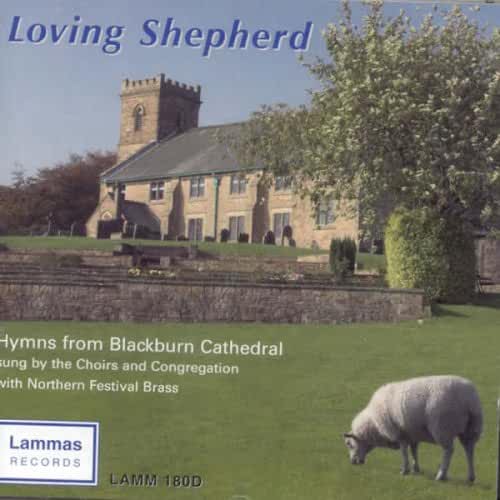 Loving Shepherd
Hymns from Blackburn Cathedral
sung by the Choirs and Congregation
with Northern Festival Brass
Lammas
RECORDS
LAMM 180D